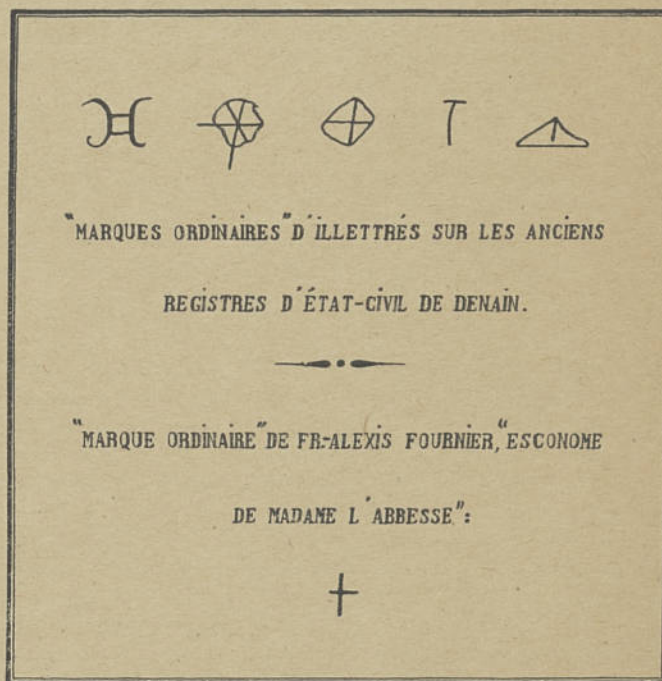 "MARQUES ORDINAIRES" D'ILLETTRÉS SUR LES ANCIENS
REGISTRES D'ÉTAT-CIVIL DE DENAIN.
"MARQUE ORDINAIRE" DE FR-ALEXIS FOURNIER, "ESCONOME
DE MADAME L'ABBESSE":